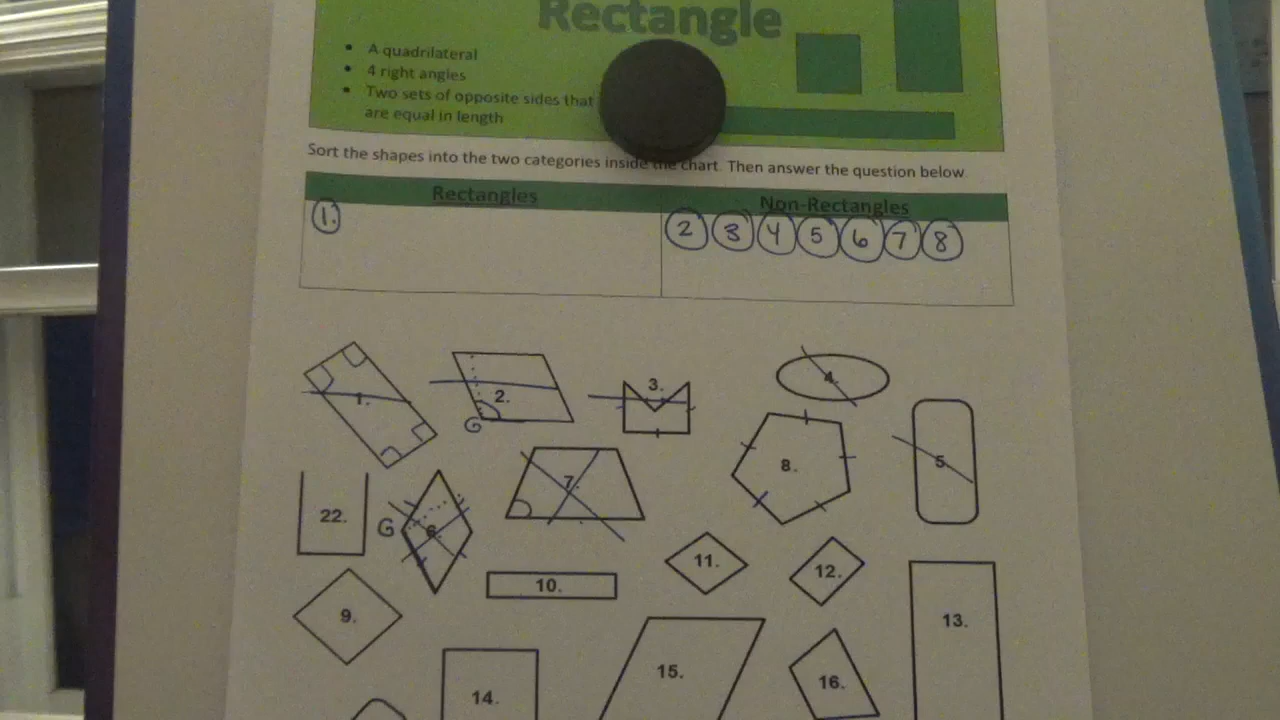 Rectangle
• A quadrilateral
• 4 right angles
• Two sets of opposite sides that
are equal in length
Sort the shapes into the two categories inside the chart. Then answer the question below
Rectangles Non-Rectangles
1. 2 3 4 5 6 7 8
1. 2. 3. 4.
G
8. 5
7.
22. G 6.
11. 12.
10.
9. 13.
15. 16.
14.